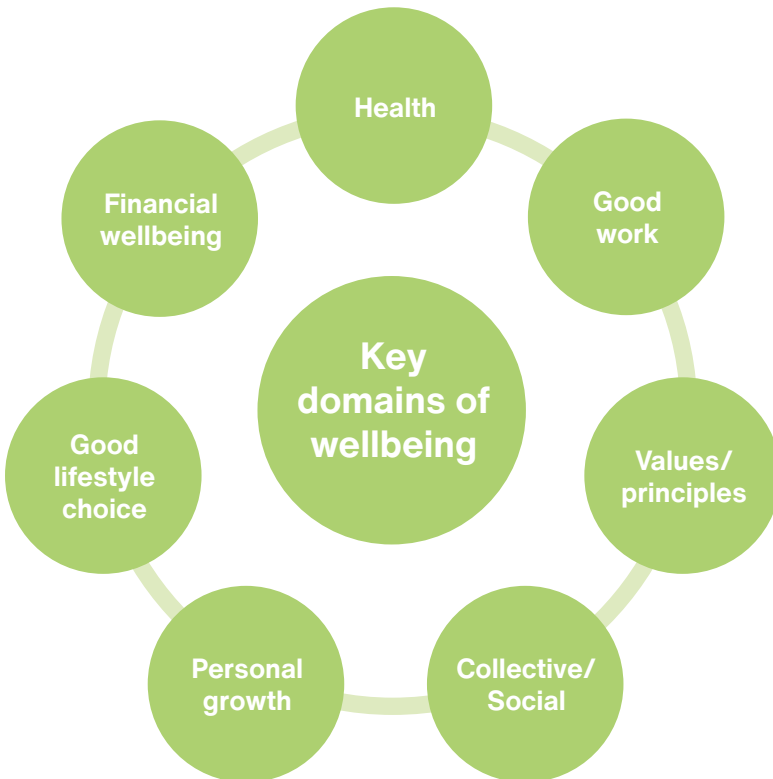 Health
Good
work
Values/
principles
Collective/
Social
Personal
growth
Good
lifestyle
choice
Financial
wellbeing
Key
domains of
wellbeing